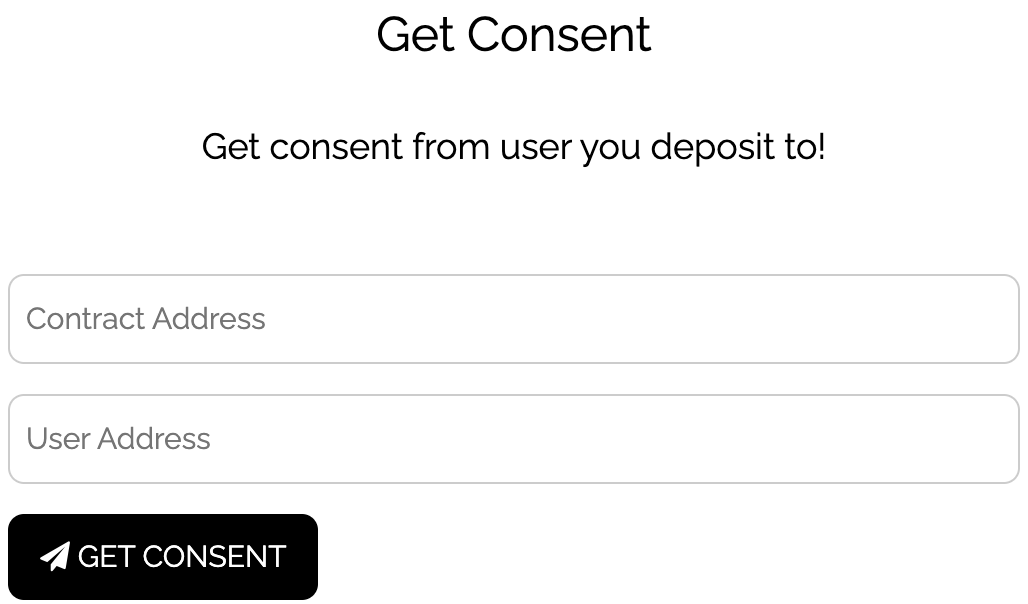 Get Consent
Get consent from user you deposit to!
Contract Address
User Address
GET CONSENT